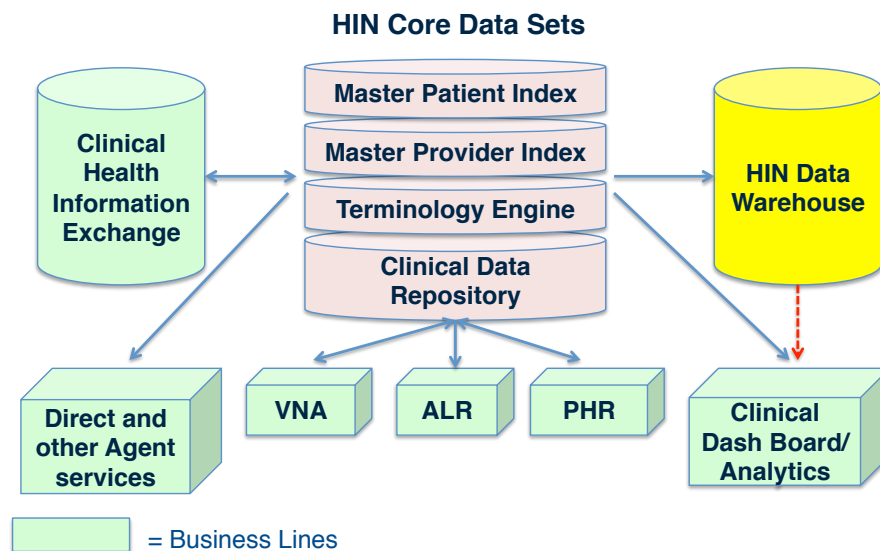 HIN Core Data Sets
Master Patient Index
Master Provider Index
Terminology Engine
Clinical Data
Repository
Clinical
Health
Information
Exchange
HIN Data
Warehouse
Direct and
other Agent
services
VNA
ALR
PHR
Clinical
Dash Board/
Analytics
= Business Lines